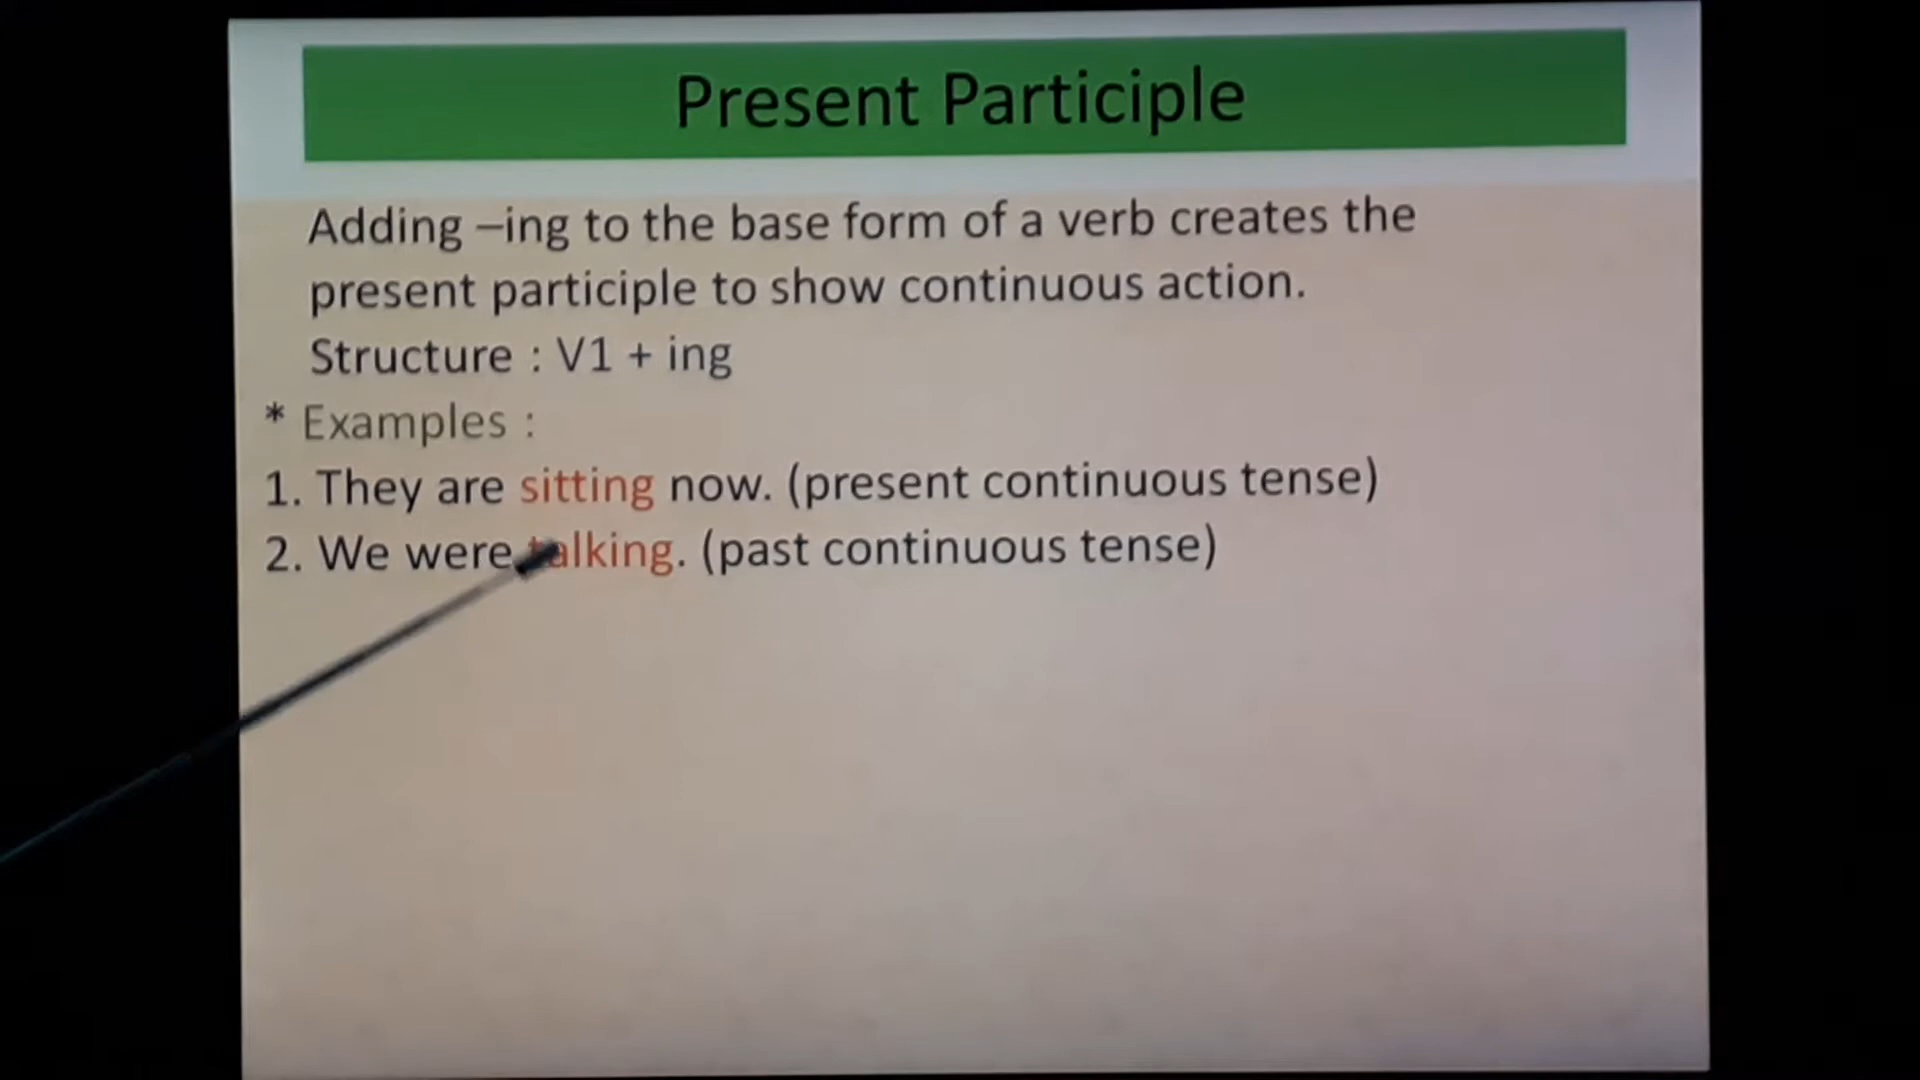 Present Participle
Adding –ing to the base form of a verb creates the
present participle to show continuous action.
Structure : V1 + ing
* Examples :
1. They are sitting now. (present continuous tense)
2. We were talking. (past continuous tense)